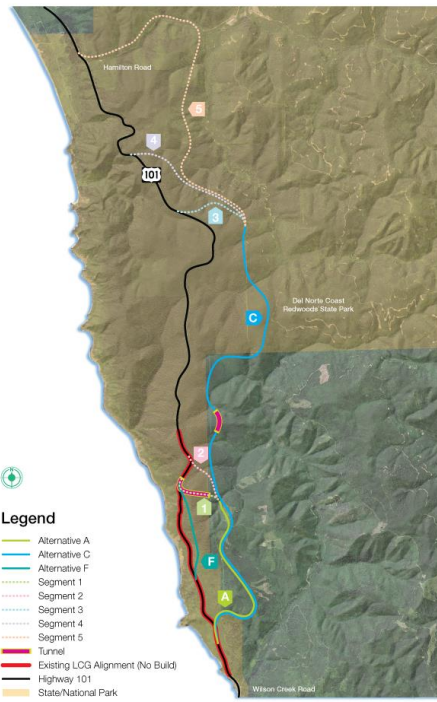 Hamilton Road
5
4
101
3
Del Norte Coast
Redwoods State Park
C
2
1
F
A
N
Legend
Alternative A
Alternative C
Alternative F
Segment 1
Segment 2
Segment 3
Segment 4
Segment 5
Tunnel
Existing LCG Alignment (No Build)
Highway 101
State/National Park
Wilson Creek Road